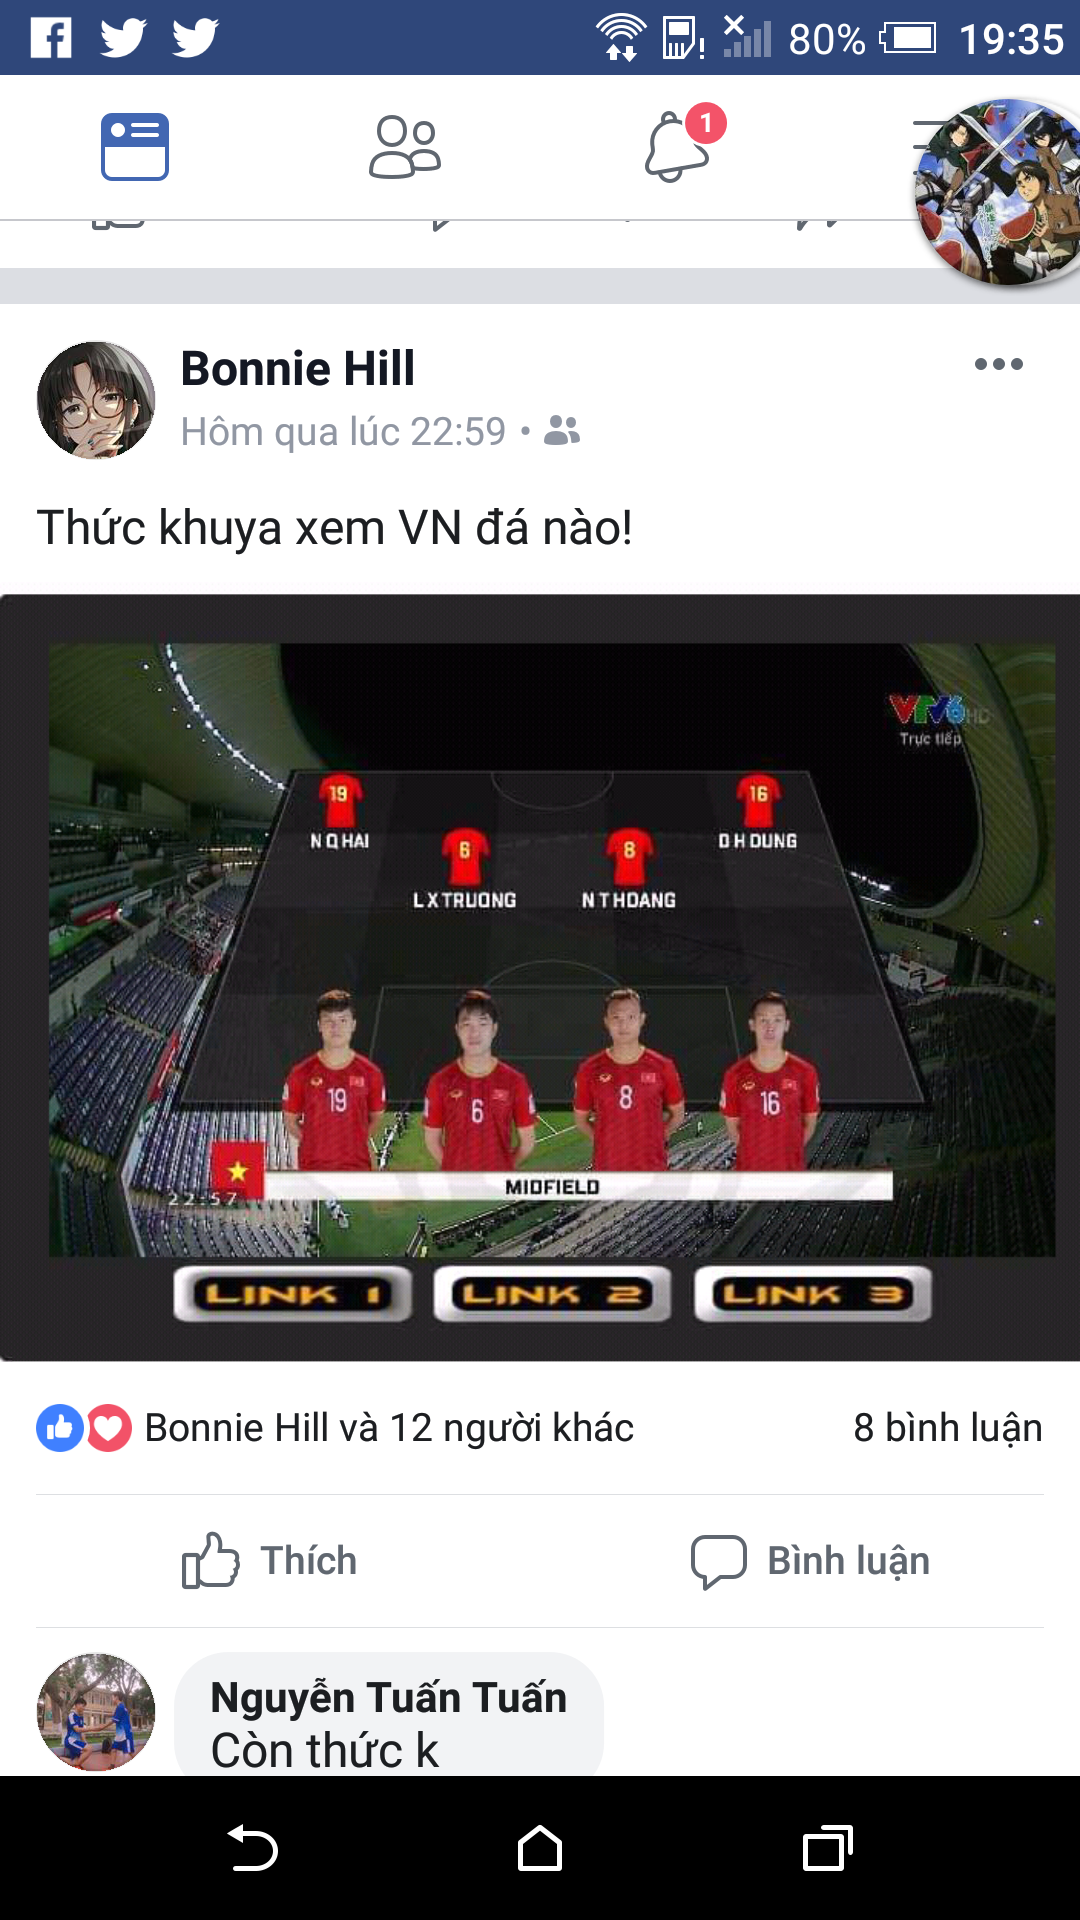 80% 19:35
1
Bonnie Hill
Hôm qua lúc 22:59
Thức khuya xem VN đá nào!
VTV6 HD
Trực tiếp
19
16
N Q HAI
D H DUNG
6
8
L X TRUONG
N T HOANG
19
6
8
16
MIDFIELD
22:57
LINK 1
LINK 2
LINK 3
Bonnie Hill và 12 người khác
8 bình luận
Thích
Bình luận
Nguyễn Tuấn Tuấn
Còn thức k